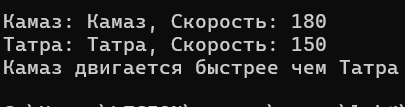 Камаз: Камаз, Скорость: 180
Татра: Татра, Скорость: 150
Камаз двигается быстрее чем Татра